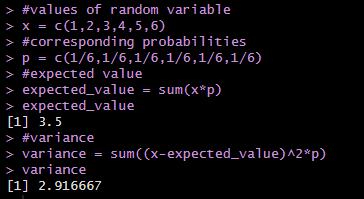 > #values of random variable
> x = c(1,2,3,4,5,6)
> #corresponding probabilities
> p = c(1/6,1/6,1/6,1/6,1/6,1/6)
> #expected value
> expected_value = sum(x*p)
> expected_value
[1] 3.5
> #variance
> variance = sum((x-expected_value)^2*p)
> variance
[1] 2.916667